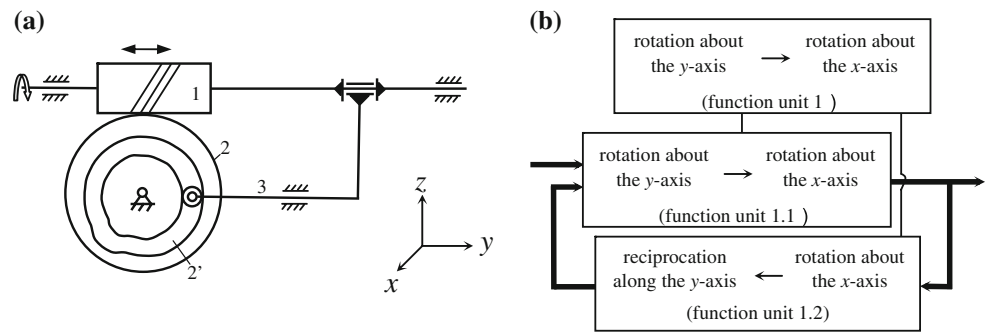 (a)
1
2
3
2'
z
y
x
(b)
rotation about the y-axis → rotation about the x-axis
(function unit 1 )
rotation about the y-axis → rotation about the x-axis
(function unit 1.1 )
reciprocation along the y-axis ← rotation about the x-axis
(function unit 1.2)